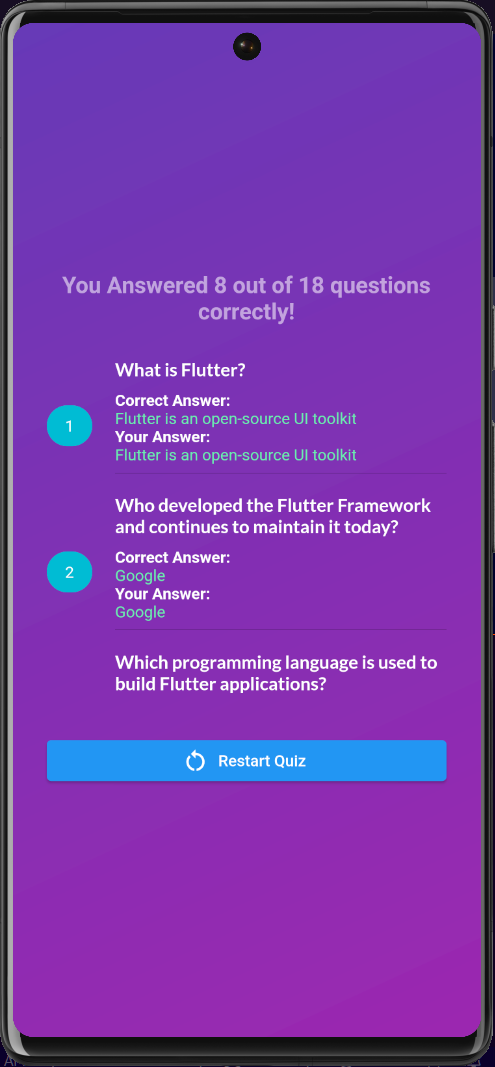 You Answered 8 out of 18 questions
correctly!
What is Flutter?
1
Correct Answer:
Flutter is an open-source UI toolkit
Your Answer:
Flutter is an open-source UI toolkit
Who developed the Flutter Framework
and continues to maintain it today?
2
Correct Answer:
Google
Your Answer:
Google
Which programming language is used to
build Flutter applications?
Restart Quiz